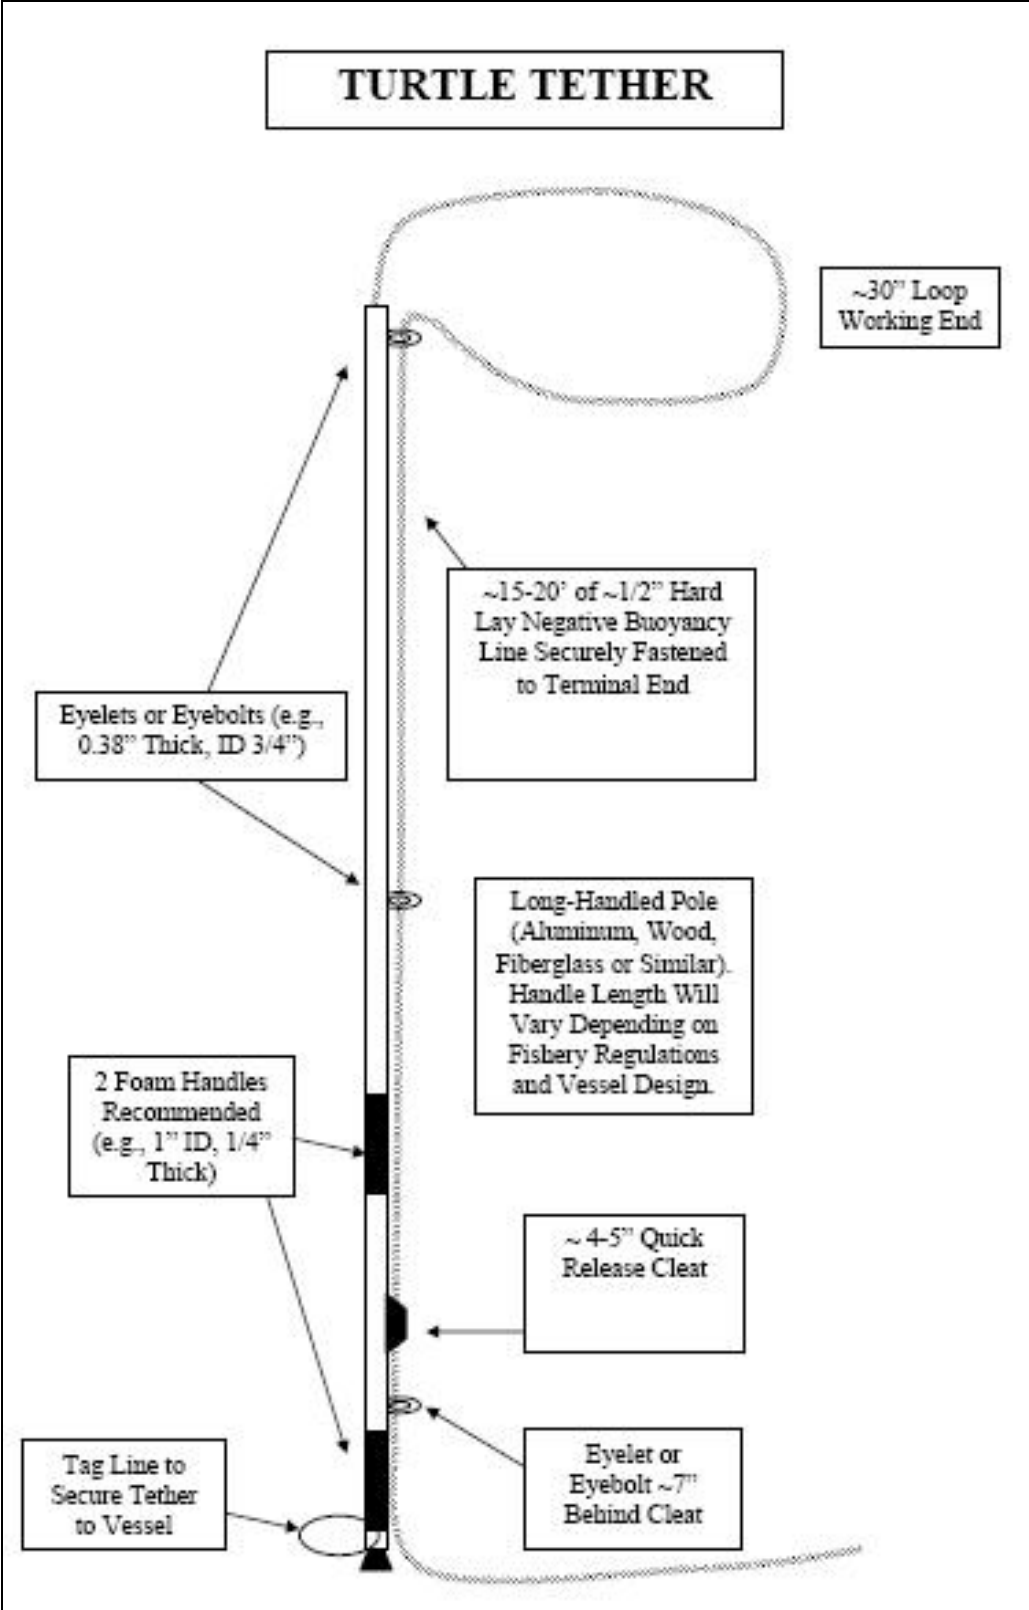 TURTLE TETHER
~30” Loop
Working End
~15-20’ of ~1/2” Hard
Lay Negative Buoyancy
Line Securely Fastened
to Terminal End
Eyelets or Eyebolts (e.g.,
0.38” Thick, ID 3/4”)
Long-Handled Pole
(Aluminum, Wood,
Fiberglass or Similar).
Handle Length Will
Vary Depending on
Fishery Regulations
and Vessel Design.
2 Foam Handles
Recommended
(e.g., 1” ID, 1/4”
Thick)
~ 4-5” Quick
Release Cleat
Eyelet or
Eyebolt ~7”
Behind Cleat
Tag Line to
Secure Tether
to Vessel